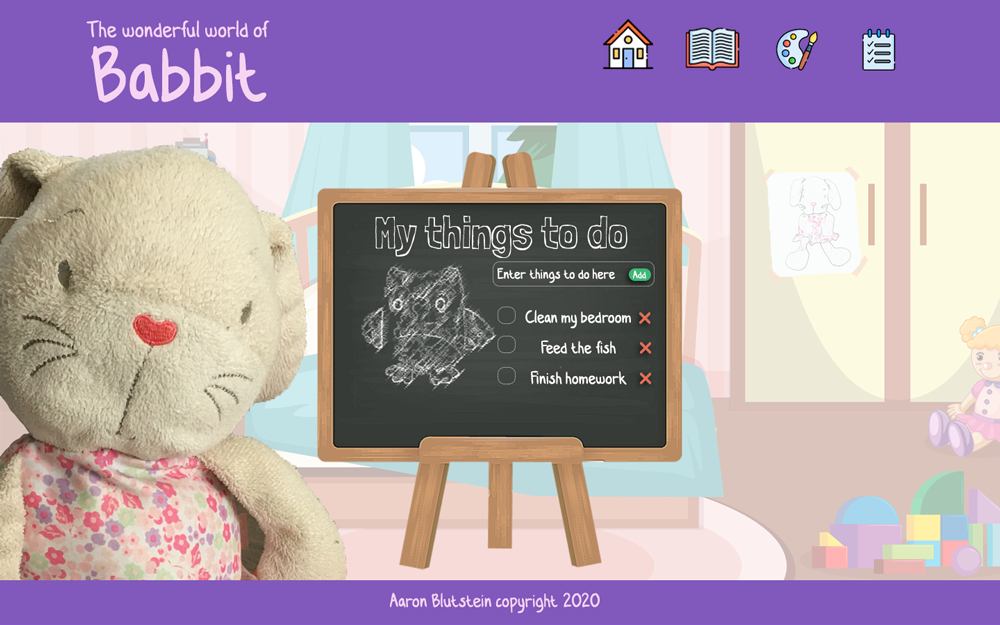 The wonderful world of
Babbit
My things to do
Enter things to do here
Add
Clean my bedroom
Feed the fish
Finish homework
Aaron Blutstein copyright 2020